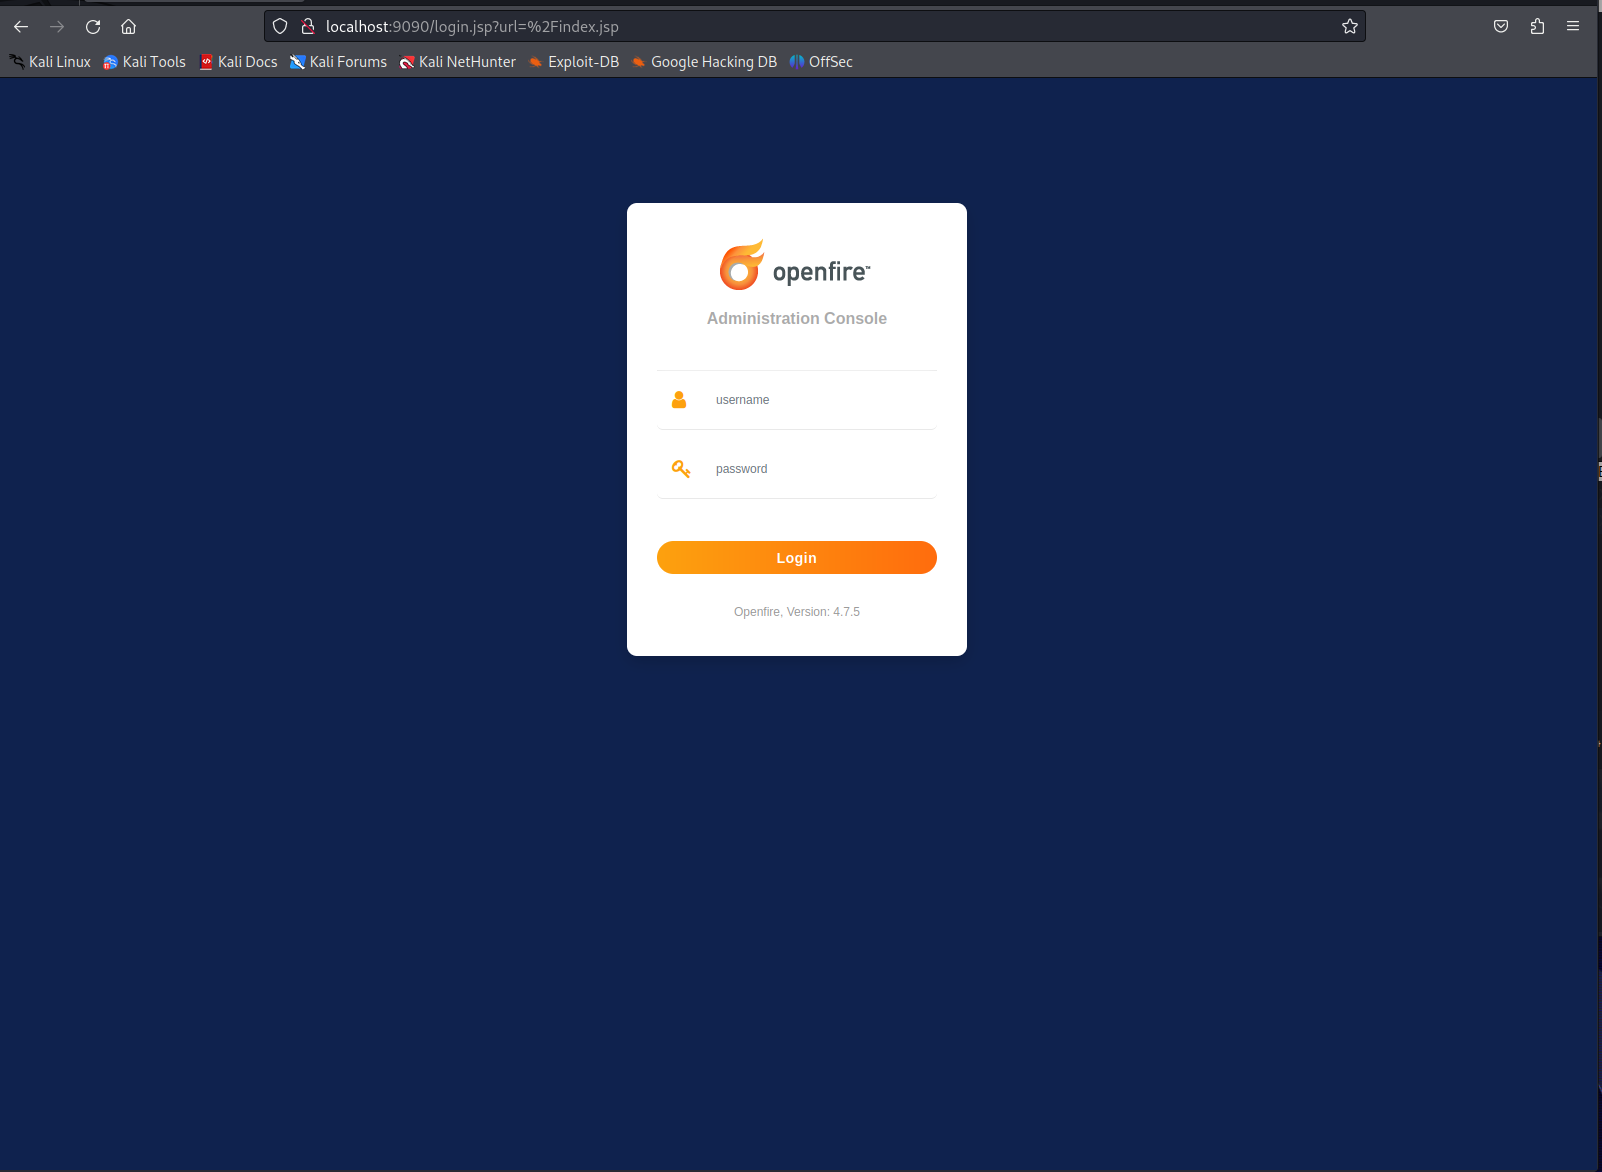 localhost:9090/login.jsp?url=%2Findex.jsp
Kali Linux Kali Tools Kali Docs Kali Forums Kali NetHunter Exploit-DB Google Hacking DB OffSec
openfire™
Administration Console
username
password
Login
Openfire, Version: 4.7.5